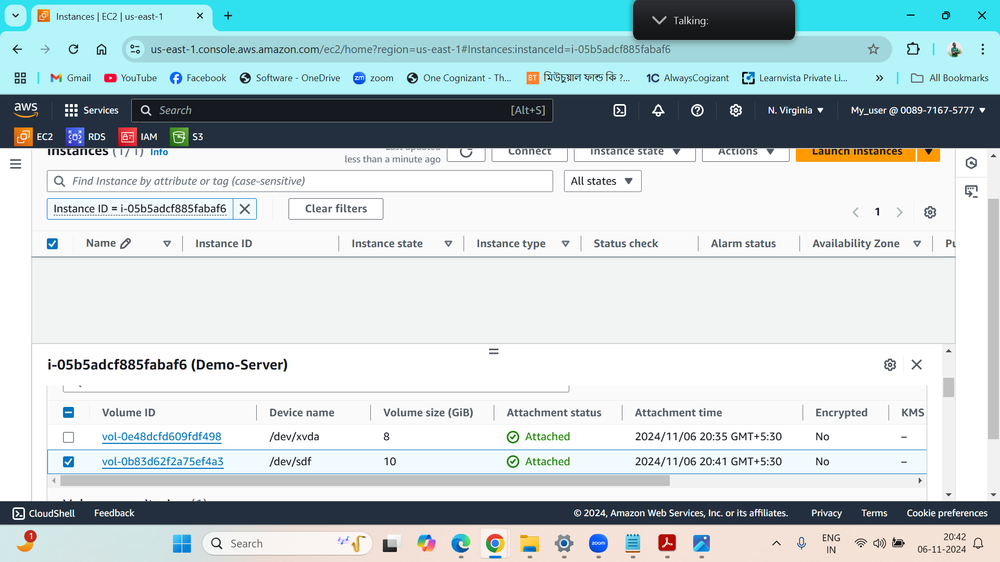 Instances | EC2 | us-east-1
Talking:
us-east-1.console.aws.amazon.com/ec2/home?region=us-east-1#Instances:instanceId=i-05b5adcf885fabaf6
Gmail YouTube Facebook Software - OneDrive zm zoom One Cognizant - Th... BT মিউচুয়াল ফান্ড কি ?... 1C AlwaysCogizant Learnvista Private Li... » All Bookmarks
aws Services Search [Alt+S] N. Virginia My_user @ 0089-7167-5777
EC2 RDS IAM S3
Instances (1/1) Info Last updated less than a minute ago Connect Instance state Actions Launch instances
Find Instance by attribute or tag (case-sensitive) All states
Instance ID = i-05b5adcf885fabaf6 Clear filters 1
Name Instance ID Instance state Instance type Status check Alarm status Availability Zone Pu
i-05b5adcf885fabaf6 (Demo-Server)
Volume ID Device name Volume size (GiB) Attachment status Attachment time Encrypted KMS
vol-0e48dcfd609fdf498 /dev/xvda 8 Attached 2024/11/06 20:35 GMT+5:30 No –
vol-0b83d62f2a75ef4a3 /dev/sdf 10 Attached 2024/11/06 20:41 GMT+5:30 No –
CloudShell Feedback © 2024, Amazon Web Services, Inc. or its affiliates. Privacy Terms Cookie preferences
1 Search zoom ENG 20:42
IN 06-11-2024